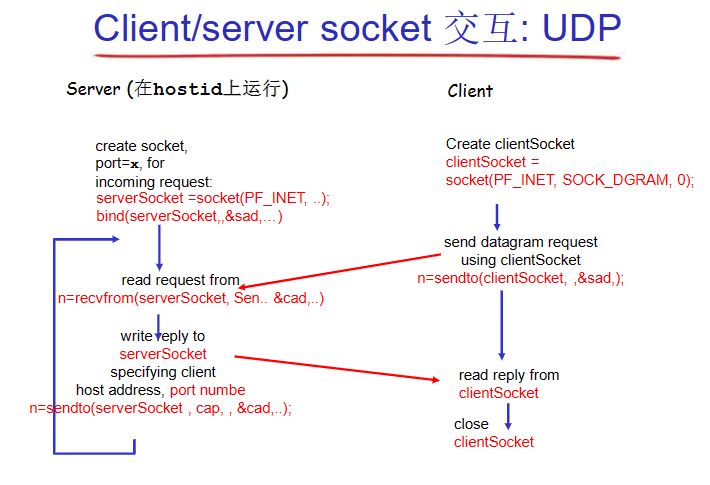 Client/server socket 交互: UDP
Server (在hostid上运行)
create socket,
port=x, for
incoming request:
serverSocket =socket(PF_INET, ..);
bind(serverSocket,,&sad,…)
read request from
n=recvfrom(serverSocket, Sen.. &cad,..)
write reply to
serverSocket
specifying client
host address, port numbe
n=sendto(serverSocket , cap, , &cad,..);
Client
Create clientSocket
clientSocket =
socket(PF_INET, SOCK_DGRAM, 0);
send datagram request
using clientSocket
n=sendto(clientSocket, ,&sad,);
read reply from
clientSocket
close
clientSocket